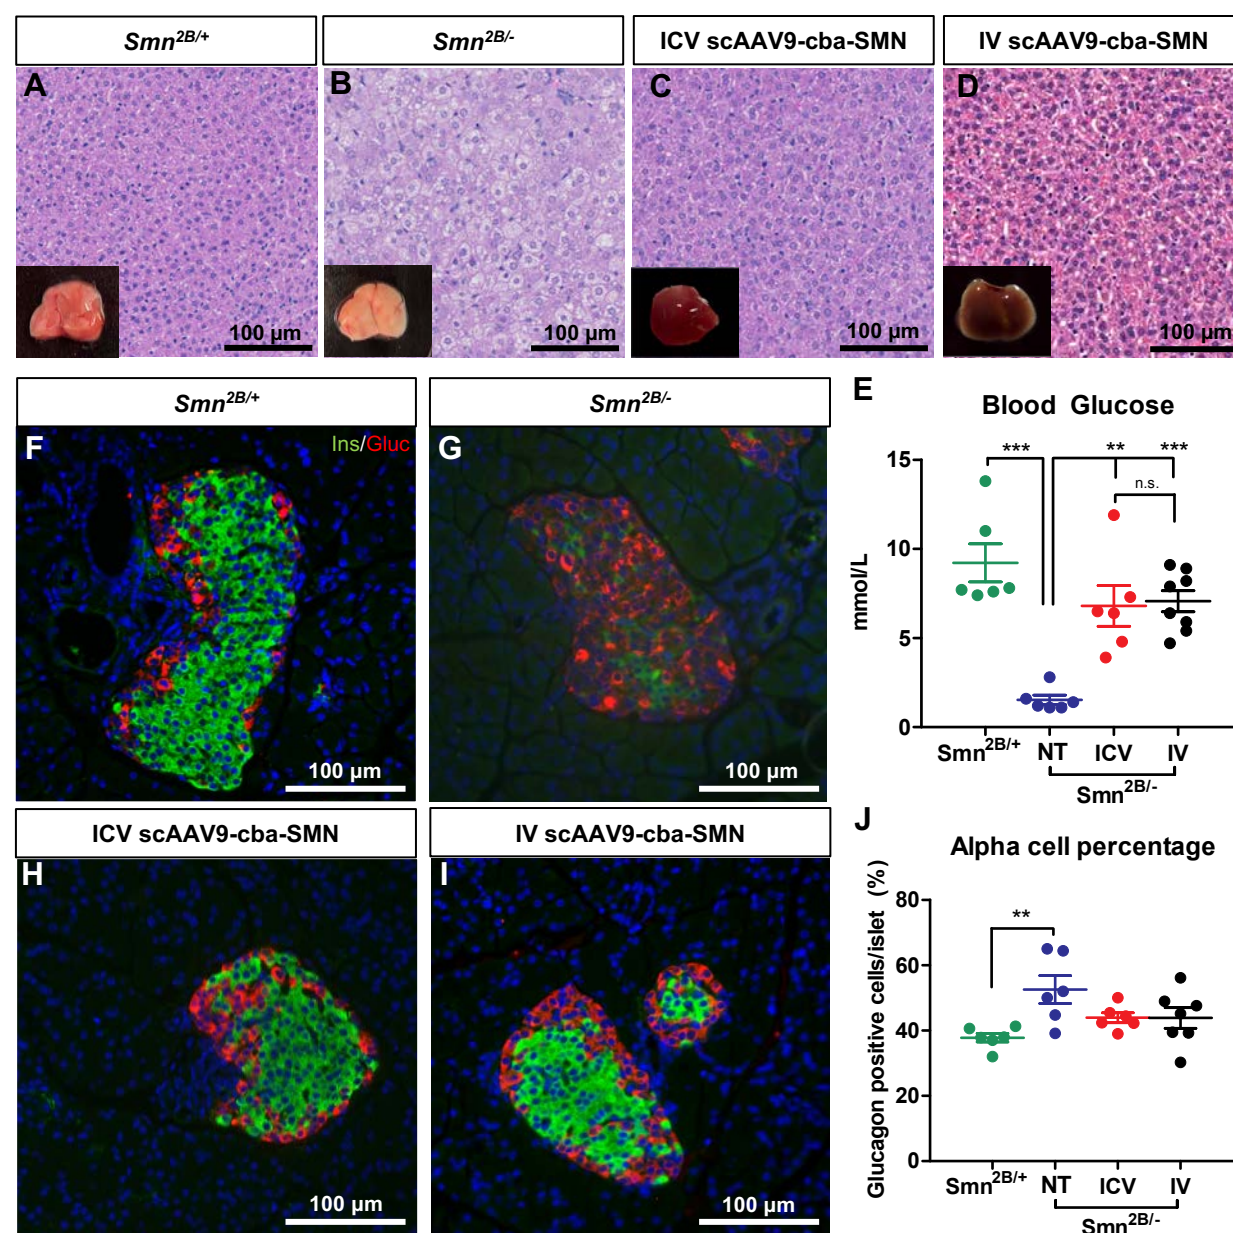 Smn2B/+
Smn2B/-
ICV scAAV9-cba-SMN
IV scAAV9-cba-SMN
A
B
C
D
100 µm
100 µm
100 µm
100 µm
Smn2B/+
Smn2B/-
F
Ins/Gluc
G
100 µm
100 µm
E
Blood Glucose
*** ** ***
n.s.
15
10
5
0
mmol/L
Smn2B/+ NT ICV IV
Smn2B/-
ICV scAAV9-cba-SMN
IV scAAV9-cba-SMN
H
I
100 µm
100 µm
J
Alpha cell percentage
**
80
60
40
20
0
Glucagon positive cells/islet (%)
Smn2B/+ NT ICV IV
Smn2B/-